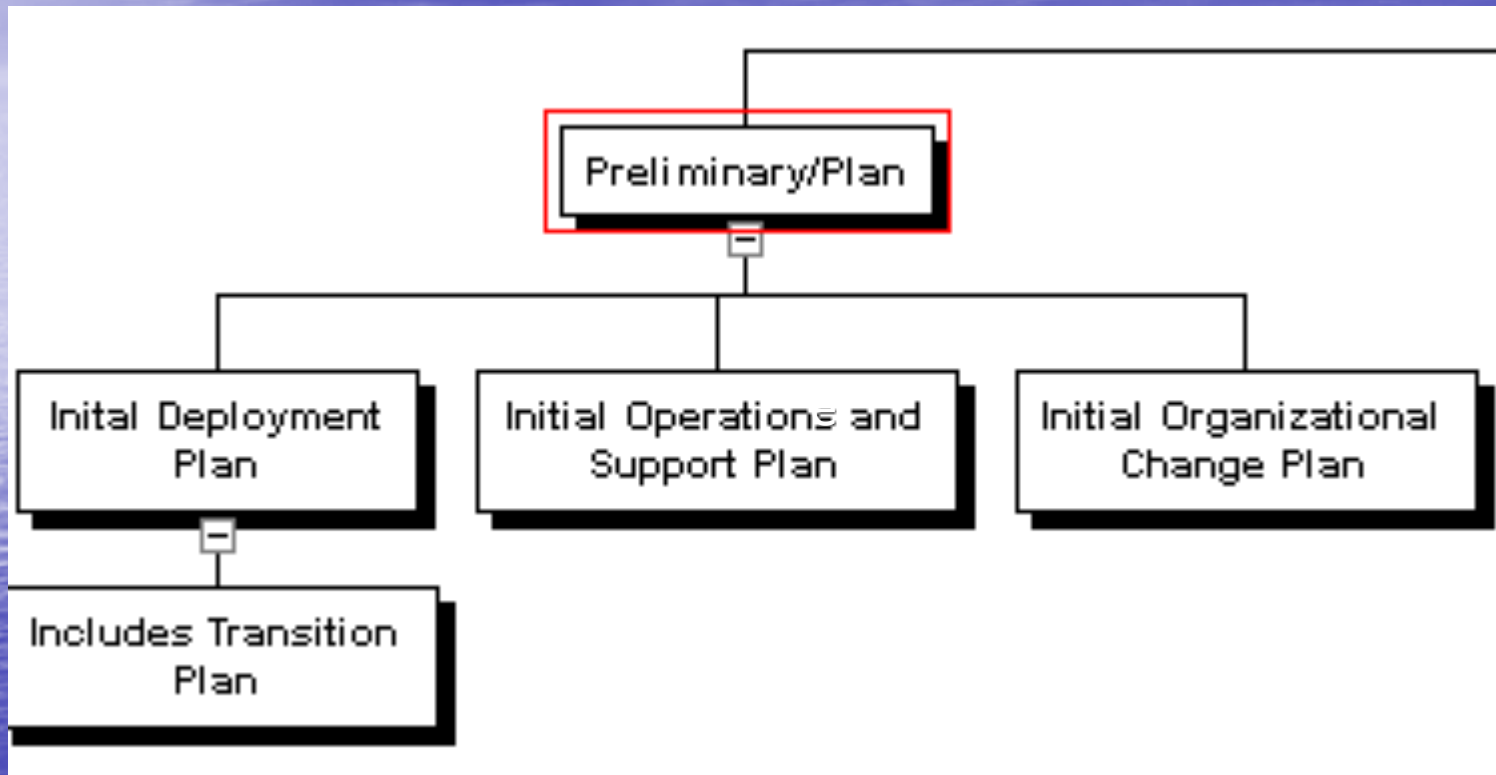 Preliminary/Plan
Inital Deployment
Plan
Initial Operations and
Support Plan
Initial Organizational
Change Plan
Includes Transition
Plan